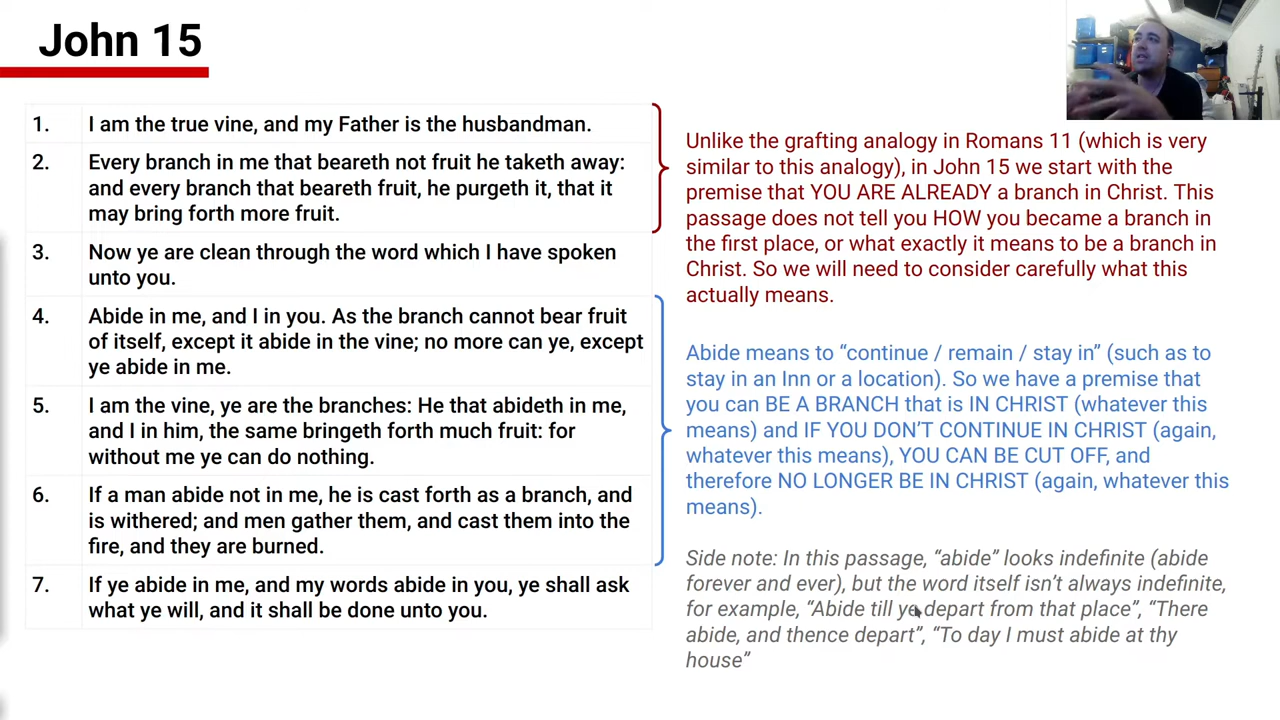 John 15
1. I am the true vine, and my Father is the husbandman.
2. Every branch in me that beareth not fruit he taketh away:
and every branch that beareth fruit, he purgeth it, that it
may bring forth more fruit.
3. Now ye are clean through the word which I have spoken
unto you.
4. Abide in me, and I in you. As the branch cannot bear fruit
of itself, except it abide in the vine; no more can ye, except
ye abide in me.
5. I am the vine, ye are the branches: He that abideth in me,
and I in him, the same bringeth forth much fruit: for
without me ye can do nothing.
6. If a man abide not in me, he is cast forth as a branch, and
is withered; and men gather them, and cast them into the
fire, and they are burned.
7. If ye abide in me, and my words abide in you, ye shall ask
what ye will, and it shall be done unto you.
Unlike the grafting analogy in Romans 11 (which is very
similar to this analogy), in John 15 we start with the
premise that YOU ARE ALREADY a branch in Christ. This
passage does not tell you HOW you became a branch in
the first place, or what exactly it means to be a branch in
Christ. So we will need to consider carefully what this
actually means.
Abide means to “continue / remain / stay in” (such as to
stay in an Inn or a location). So we have a premise that
you can BE A BRANCH that is IN CHRIST (whatever this
means) and IF YOU DON’T CONTINUE IN CHRIST (again,
whatever this means), YOU CAN BE CUT OFF, and
therefore NO LONGER BE IN CHRIST (again, whatever this
means).
Side note: In this passage, “abide” looks indefinite (abide
forever and ever), but the word itself isn’t always indefinite,
for example, “Abide till ye depart from that place”, “There
abide, and thence depart”, “To day I must abide at thy
house”